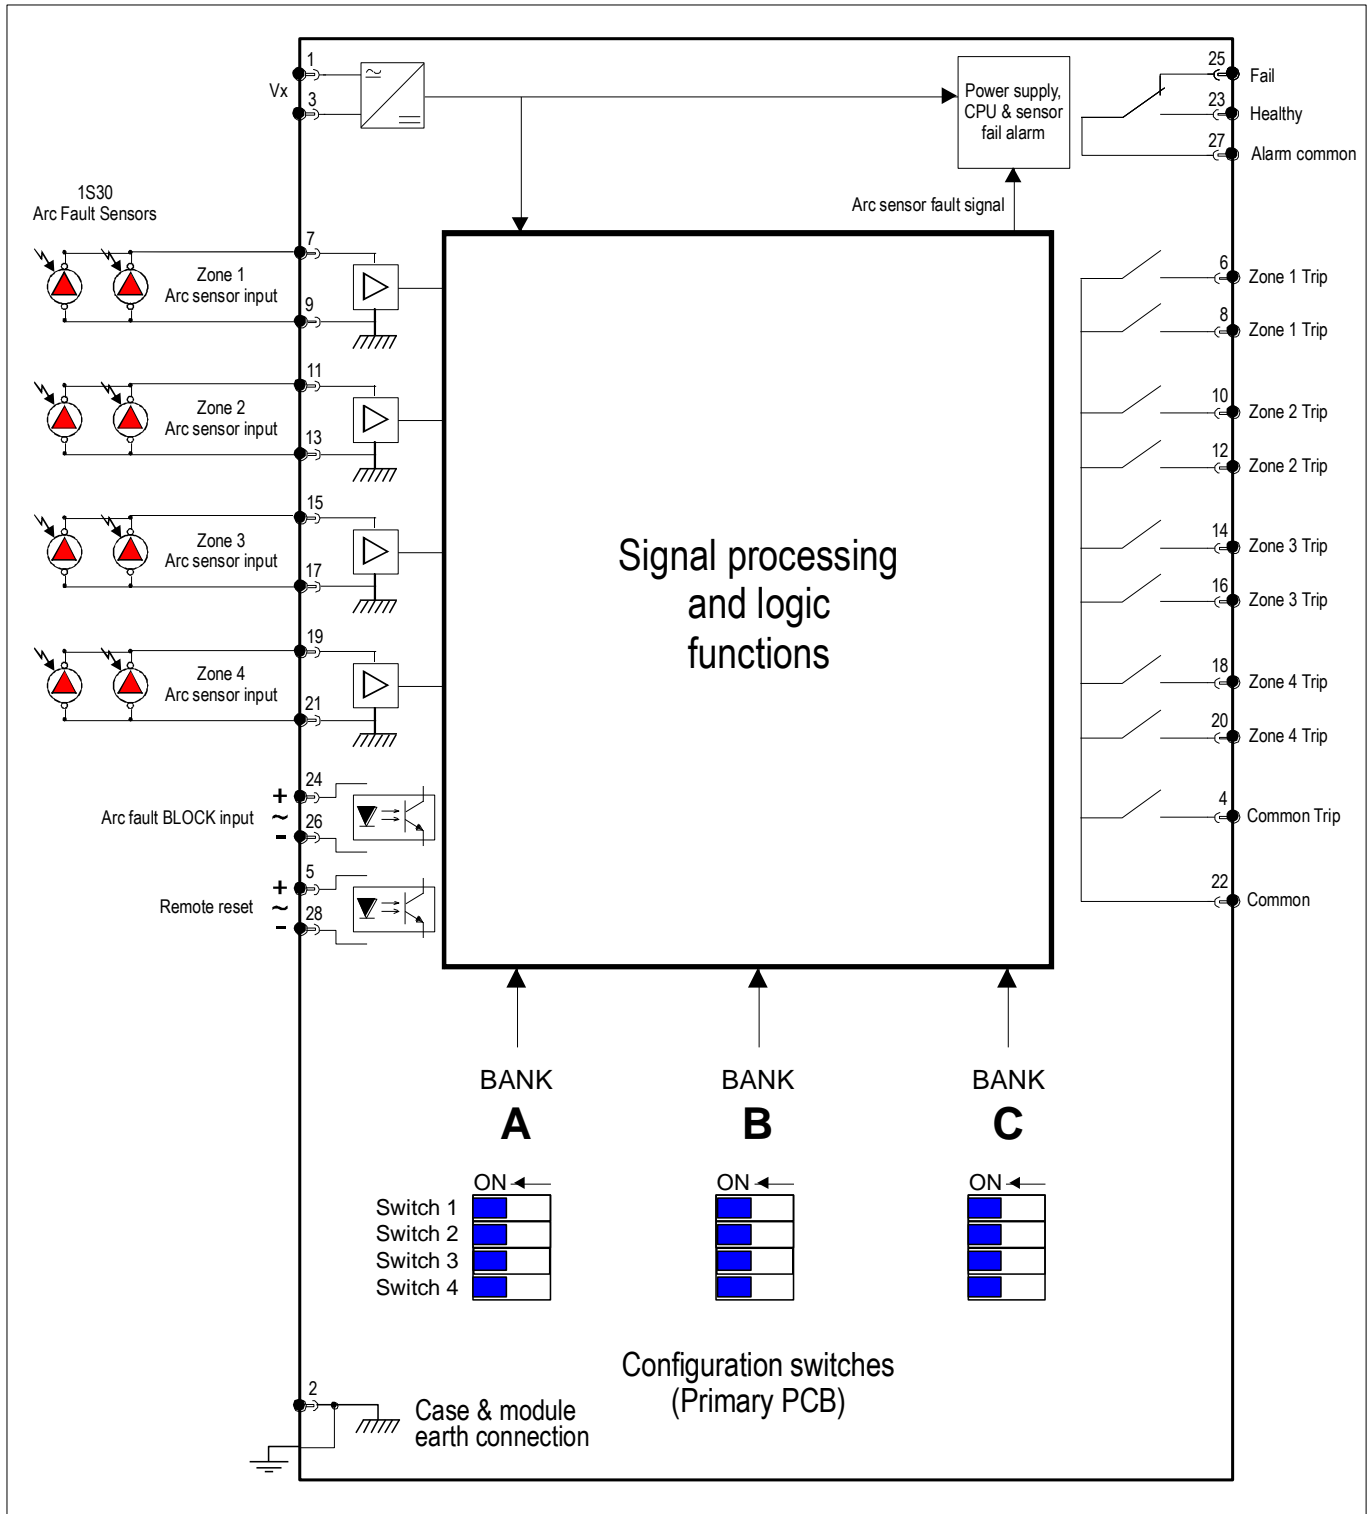 1
Vx
3
Power supply,
CPU & sensor
fail alarm
25
Fail
23
Healthy
27
Alarm common
1S30
Arc Fault Sensors
Arc sensor fault signal
7
Zone 1
Arc sensor input
9
11
Zone 2
Arc sensor input
13
15
Zone 3
Arc sensor input
17
19
Zone 4
Arc sensor input
21
24
+
Arc fault BLOCK input ~
26
-
5
+
Remote reset ~
28
-
Signal processing
and logic
functions
6
Zone 1 Trip
8
Zone 1 Trip
10
Zone 2 Trip
12
Zone 2 Trip
14
Zone 3 Trip
16
Zone 3 Trip
18
Zone 4 Trip
20
Zone 4 Trip
4
Common Trip
22
Common
BANK
A
BANK
B
BANK
C
ON
ON
ON
Switch 1
Switch 2
Switch 3
Switch 4
Configuration switches
(Primary PCB)
2
Case & module
earth connection